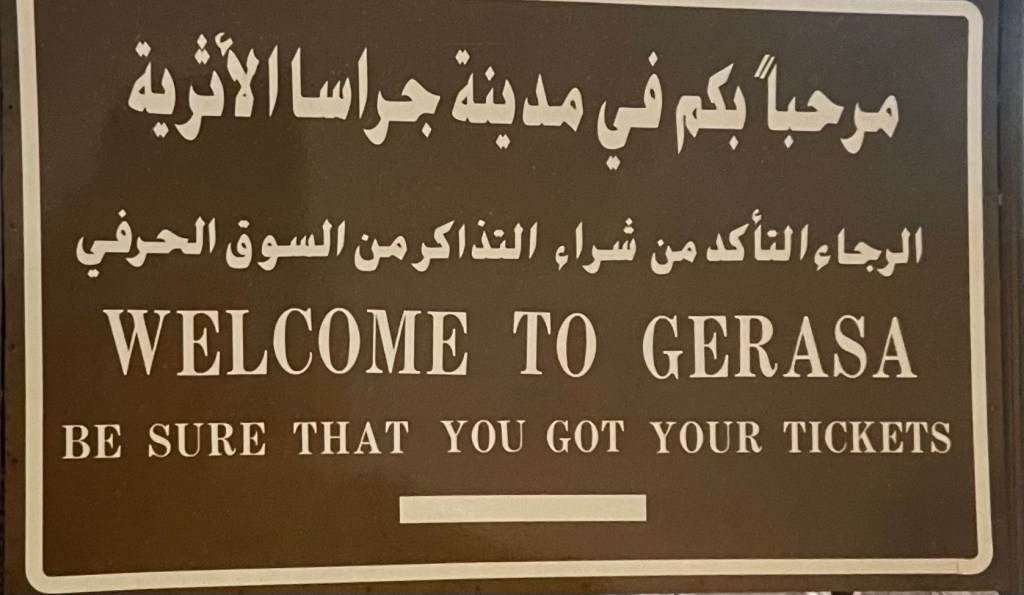 مرحباً بكم في مدينة جراسا الأثرية
الرجاء التأكد من شراء التذاكر من السوق الحرفي
WELCOME TO GERASA
BE SURE THAT YOU GOT YOUR TICKETS